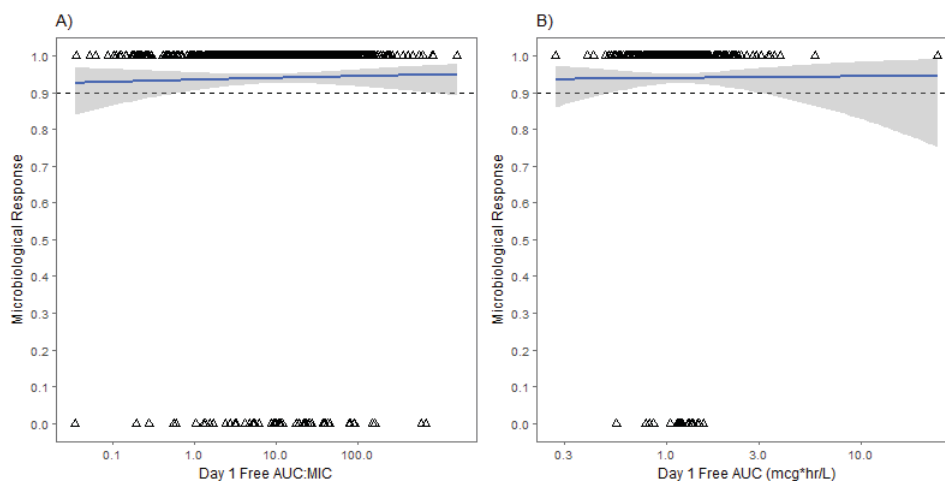 A)
Microbiological Response
1.0
0.9
0.8
0.7
0.6
0.5
0.4
0.3
0.2
0.1
0.0
0.1 1.0 10.0 100.0
Day 1 Free AUC:MIC
B)
Microbiological Response
1.0
0.9
0.8
0.7
0.6
0.5
0.4
0.3
0.2
0.1
0.0
0.3 1.0 3.0 10.0
Day 1 Free AUC (mcg*hr/L)